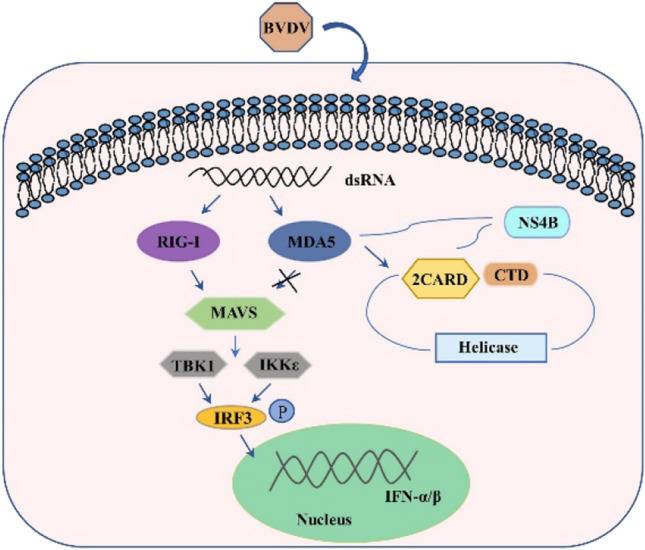 BVDV
dsRNA
RIG-I
MDA5
NS4B
2CARD
CTD
MAVS
Helicase
TBK1
IKKε
IRF3
P
IFN-α/β
Nucleus